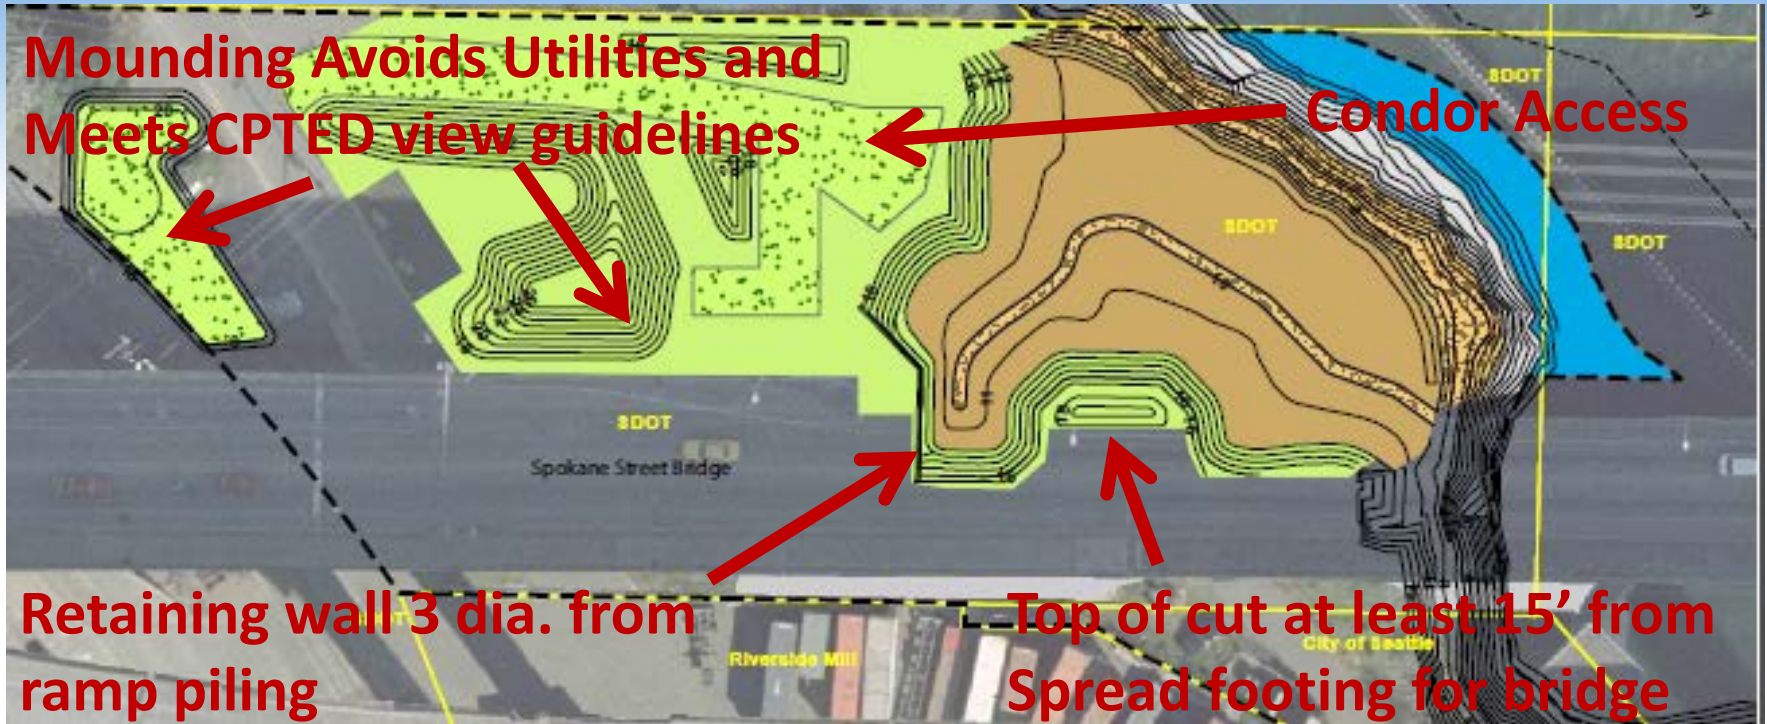 Mounding Avoids Utilities and
Meets CPTED view guidelines
SDOT
Condor Access
SDOT
SDOT
SDOT
Spokane Street Bridge
Retaining wall 3 dia. from
ramp piling
Riverside Mill
Top of cut at least 15’ from
City of Seattle
Spread footing for bridge